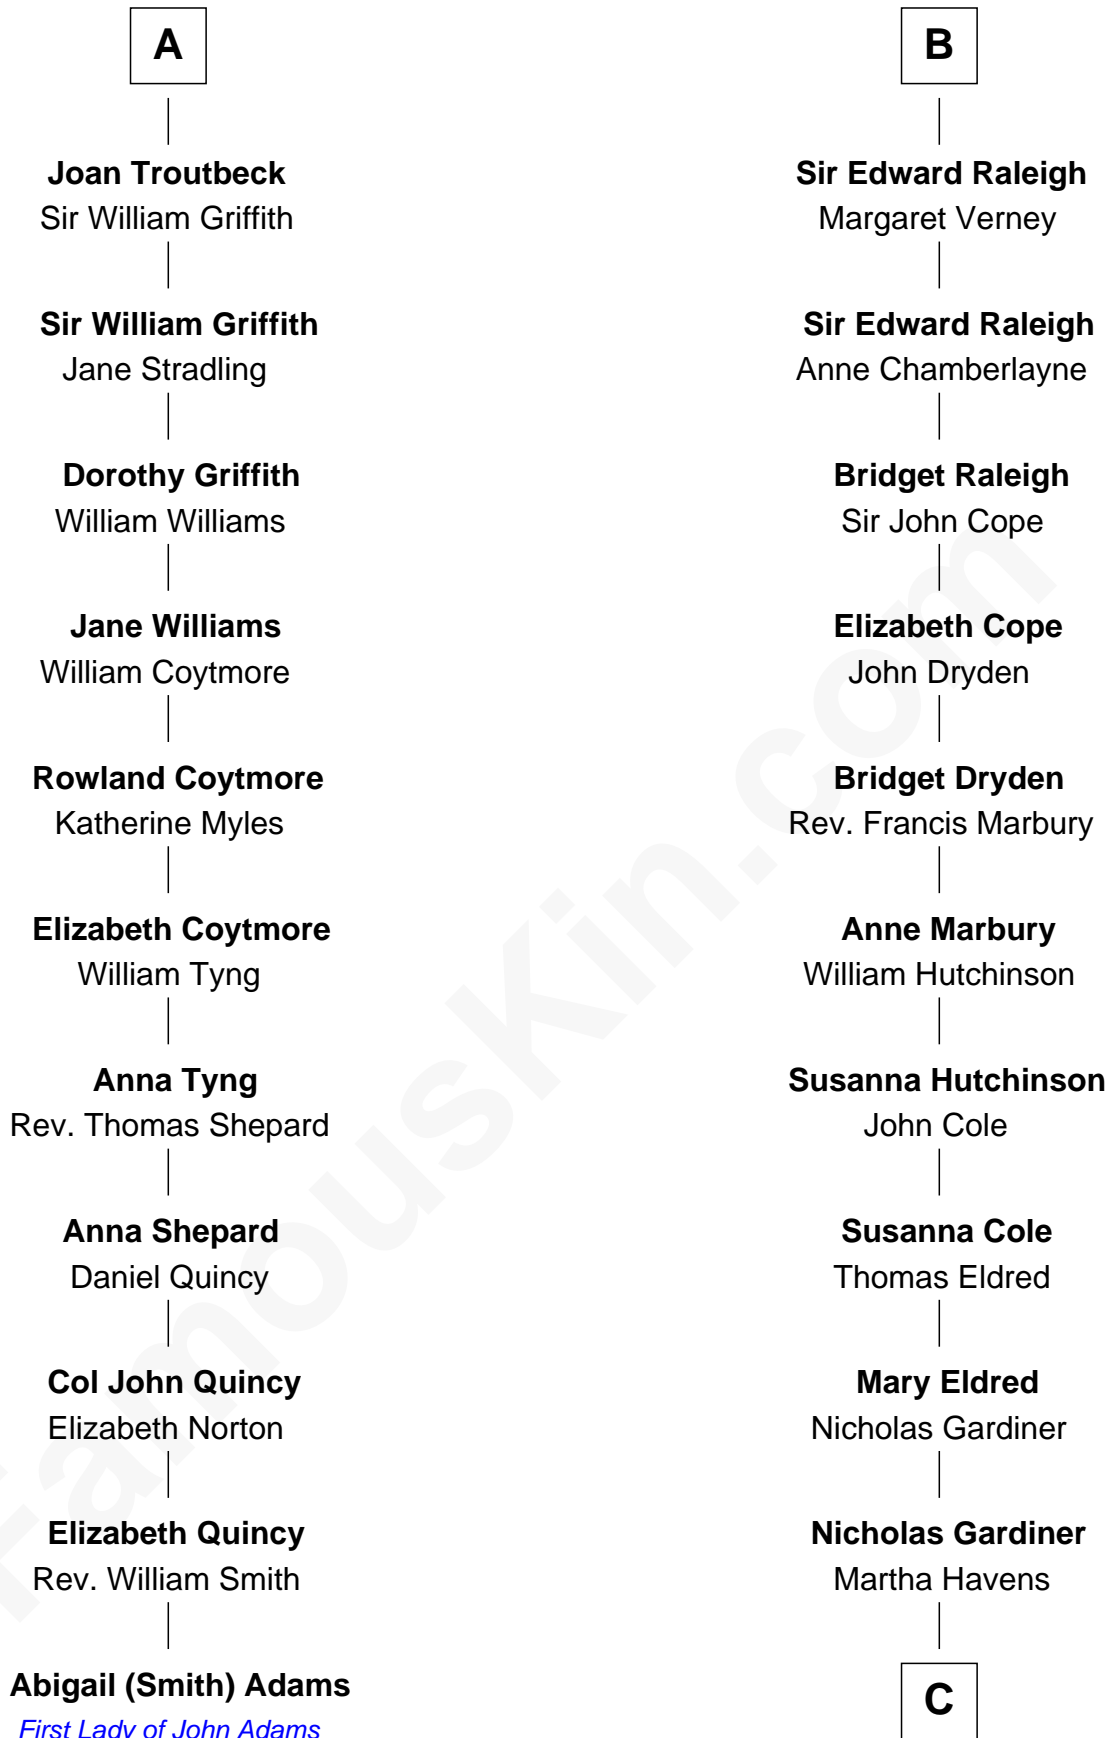 A
Joan Troutbeck
Sir William Griffith
Sir William Griffith
Jane Stradling
Dorothy Griffith
William Williams
Jane Williams
William Coytmore
Rowland Coytmore
Katherine Myles
Elizabeth Coytmore
William Tyng
Anna Tyng
Rev. Thomas Shepard
Anna Shepard
Daniel Quincy
Col John Quincy
Elizabeth Norton
Elizabeth Quincy
Rev. William Smith
Abigail (Smith) Adams
First Lady of John Adams
B
Sir Edward Raleigh
Margaret Verney
Sir Edward Raleigh
Anne Chamberlayne
Bridget Raleigh
Sir John Cope
Elizabeth Cope
John Dryden
Bridget Dryden
Rev. Francis Marbury
Anne Marbury
William Hutchinson
Susanna Hutchinson
John Cole
Susanna Cole
Thomas Eldred
Mary Eldred
Nicholas Gardiner
Nicholas Gardiner
Martha Havens
C
FamousKin.com